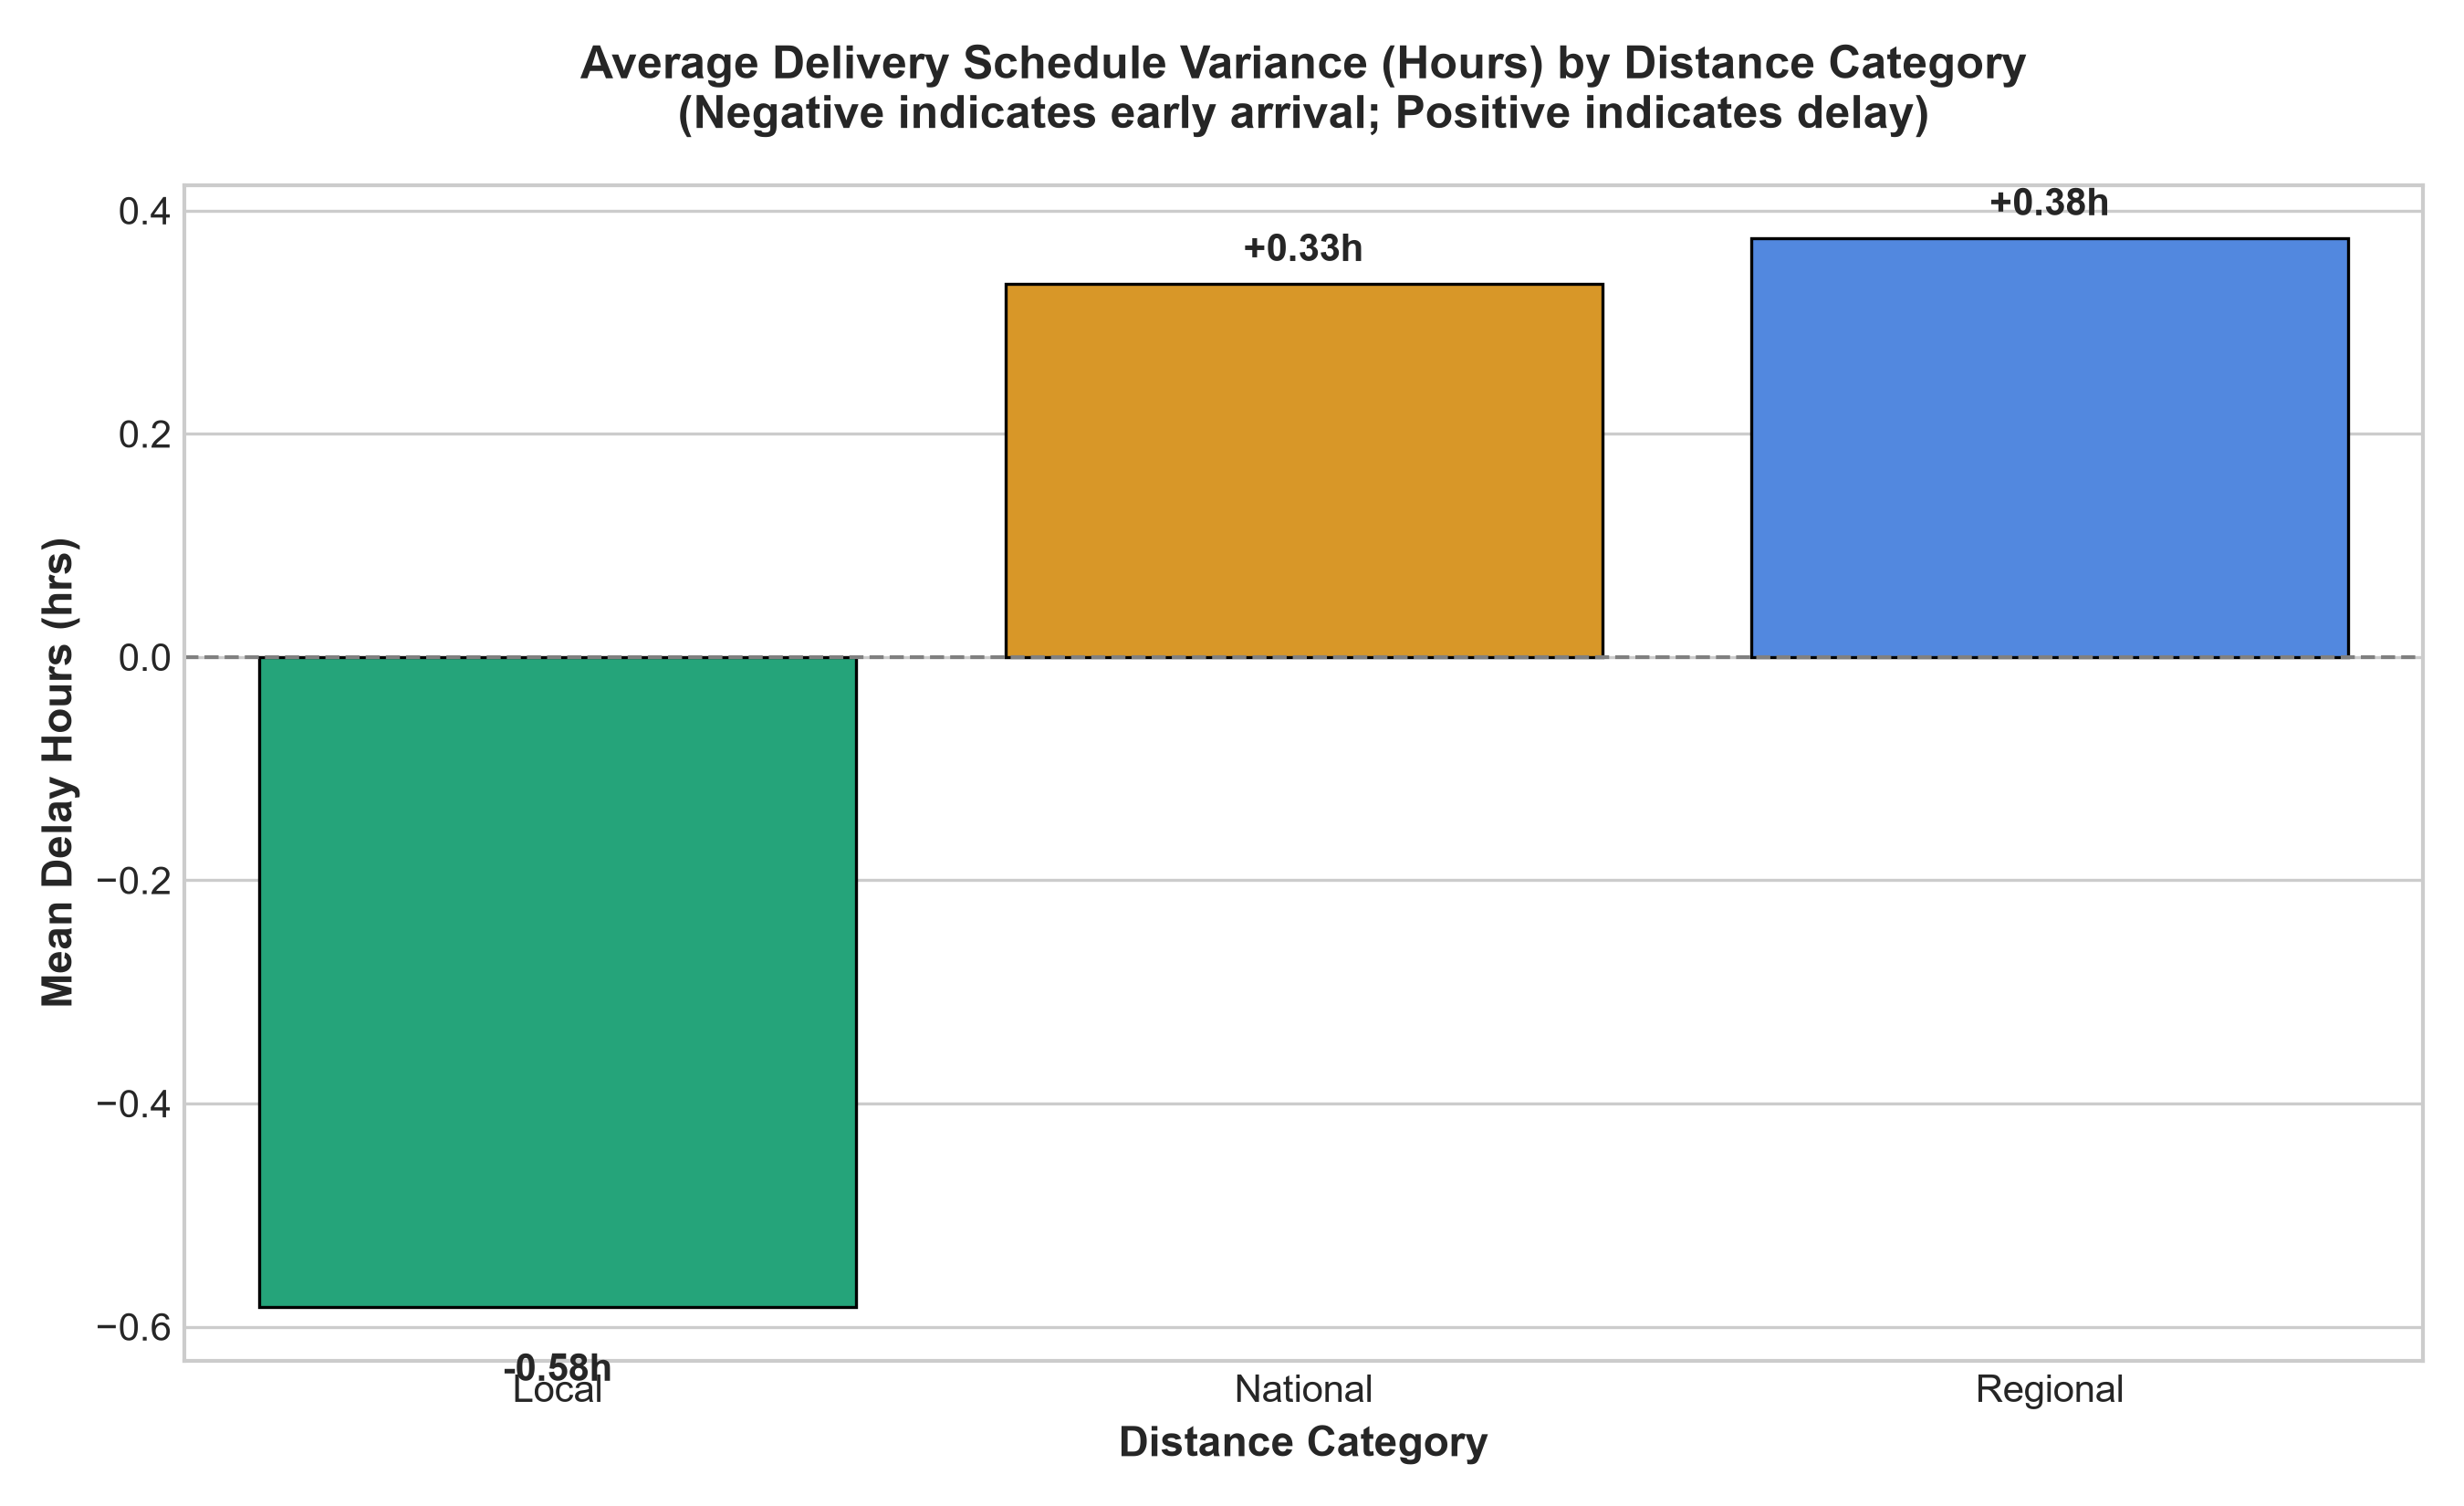 Average Delivery Schedule Variance (Hours) by Distance Category
(Negative indicates early arrival; Positive indicates delay)
Mean Delay Hours (hrs)
0.4
0.2
0.0
−0.2
−0.4
−0.6
+0.33h
+0.38h
-0.58h
Local
National
Regional
Distance Category